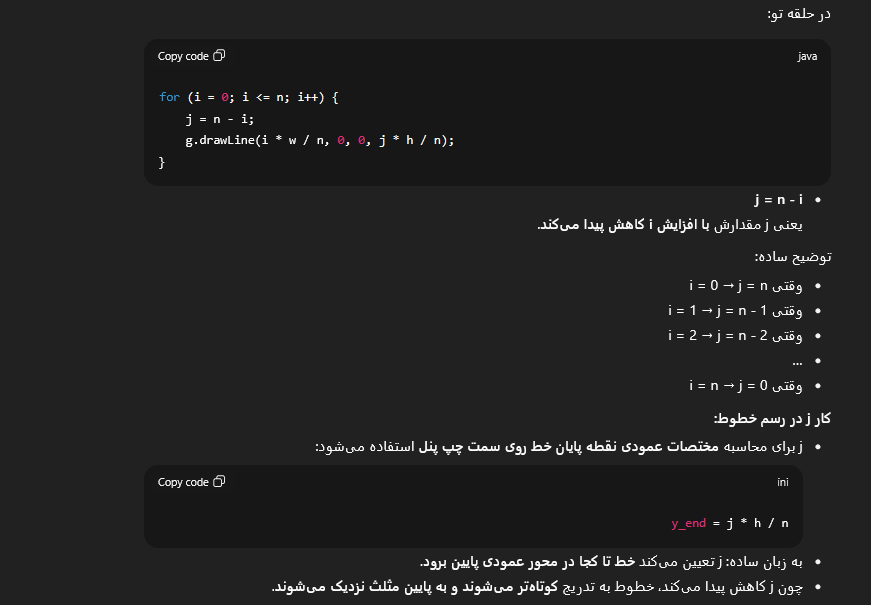 در حلقه تو:
java
Copy code
for (i = 0; i <= n; i++) {
    j = n - i;
    g.drawLine(i * w / n, 0, 0, j * h / n);
}
• j = n - i
یعنی j مقدارش با افزایش i کاهش پیدا می‌کند.
توضیح ساده:
• وقتی i = 0 → j = n
• وقتی i = 1 → j = n - 1
• وقتی i = 2 → j = n - 2
• ...
• وقتی i = n → j = 0
کار j در رسم خطوط:
• j برای محاسبه مختصات عمودی نقطه پایان خط روی سمت چپ پنل استفاده می‌شود:
ini
Copy code
y_end = j * h / n
• به زبان ساده: j تعیین می‌کند خط تا کجا در محور عمودی پایین برود.
• چون j کاهش پیدا می‌کند، خطوط به تدریج کوتاه‌تر می‌شوند و به پایین مثلث نزدیک می‌شوند.